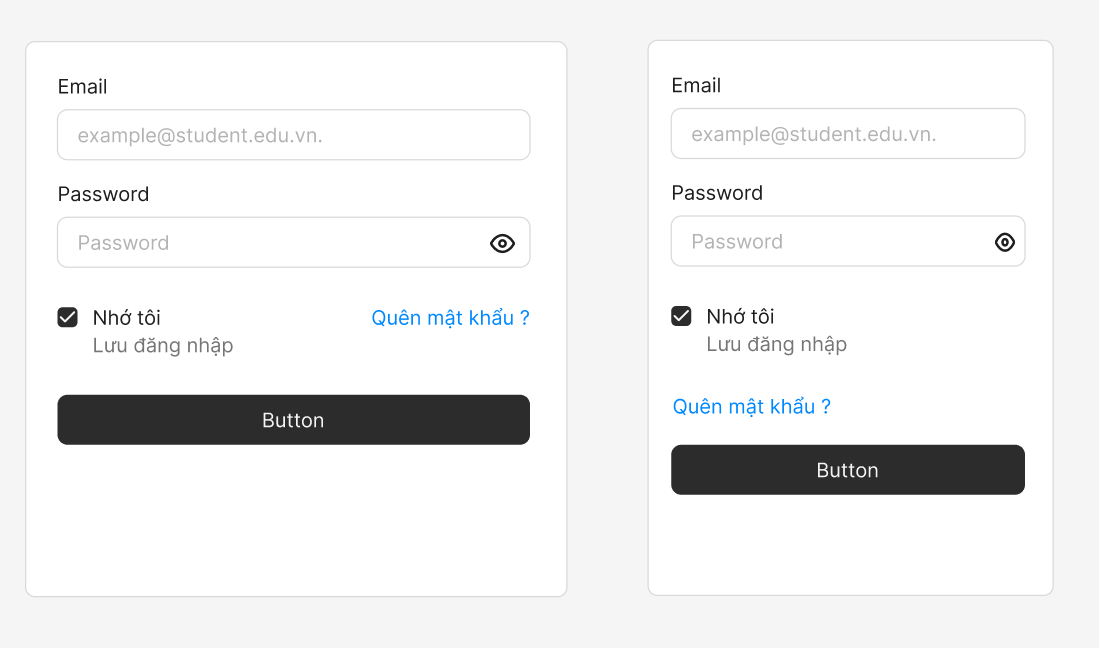 Email
example@student.edu.vn.
Password
Password
Nhớ tôi
Quên mật khẩu ?
Lưu đăng nhập
Button
Email
example@student.edu.vn.
Password
Password
Nhớ tôi
Lưu đăng nhập
Quên mật khẩu ?
Button